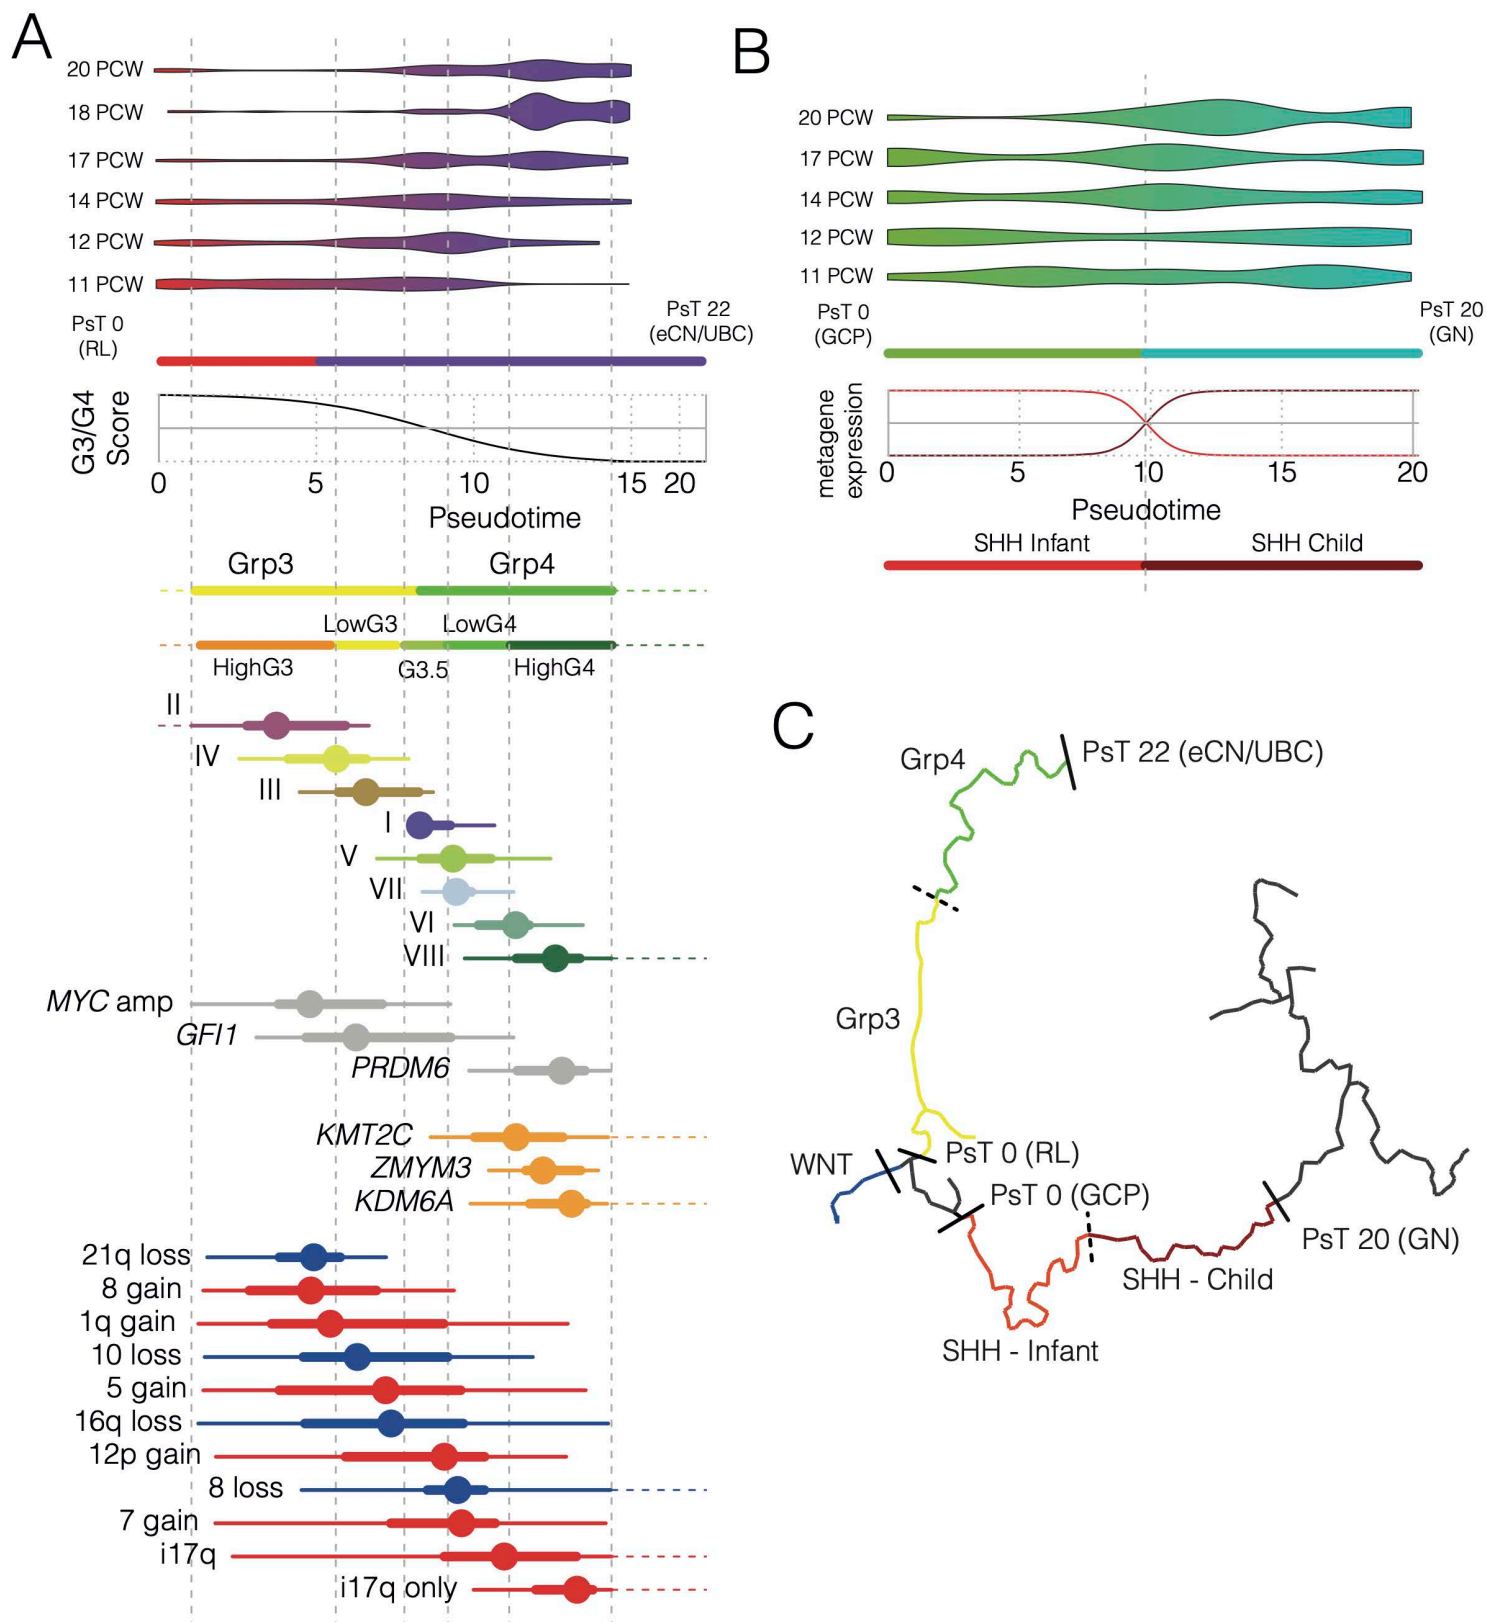 A
20 PCW
18 PCW
17 PCW
14 PCW
12 PCW
11 PCW
PsT 0
(RL)
PsT 22
(eCN/UBC)
G3/G4
Score
0 5 10 15 20
Pseudotime
Grp3 Grp4
LowG3 LowG4
HighG3 G3.5 HighG4
II
IV
III
I
V
VII
VI
VIII
MYC amp
GFI1
PRDM6
KMT2C
ZMYM3
KDM6A
21q loss
8 gain
1q gain
10 loss
5 gain
16q loss
12p gain
8 loss
7 gain
i17q
i17q only
B
20 PCW
17 PCW
14 PCW
12 PCW
11 PCW
PsT 0
(GCP)
PsT 20
(GN)
metagene
expression
0 5 10 15 20
Pseudotime
SHH Infant SHH Child
C
Grp4
PsT 22 (eCN/UBC)
Grp3
WNT
PsT 0 (RL)
PsT 0 (GCP)
PsT 20 (GN)
SHH - Child
SHH - Infant